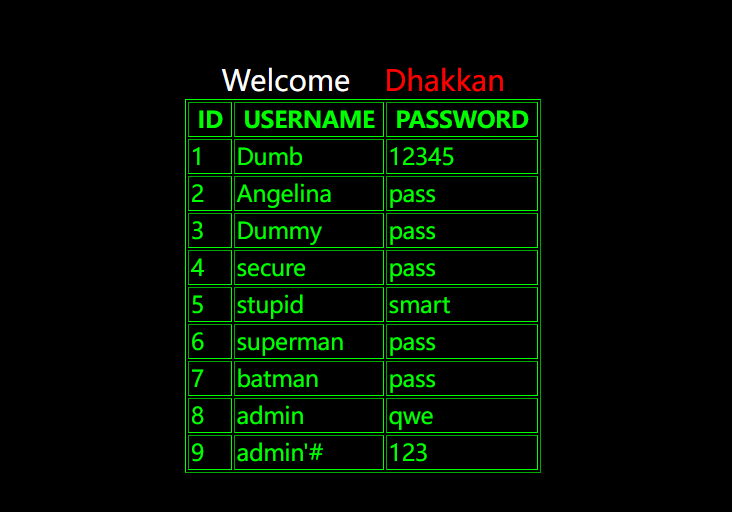 Welcome Dhakkan
ID USERNAME PASSWORD
1 Dumb 12345
2 Angelina pass
3 Dummy pass
4 secure pass
5 stupid smart
6 superman pass
7 batman pass
8 admin qwe
9 admin'# 123